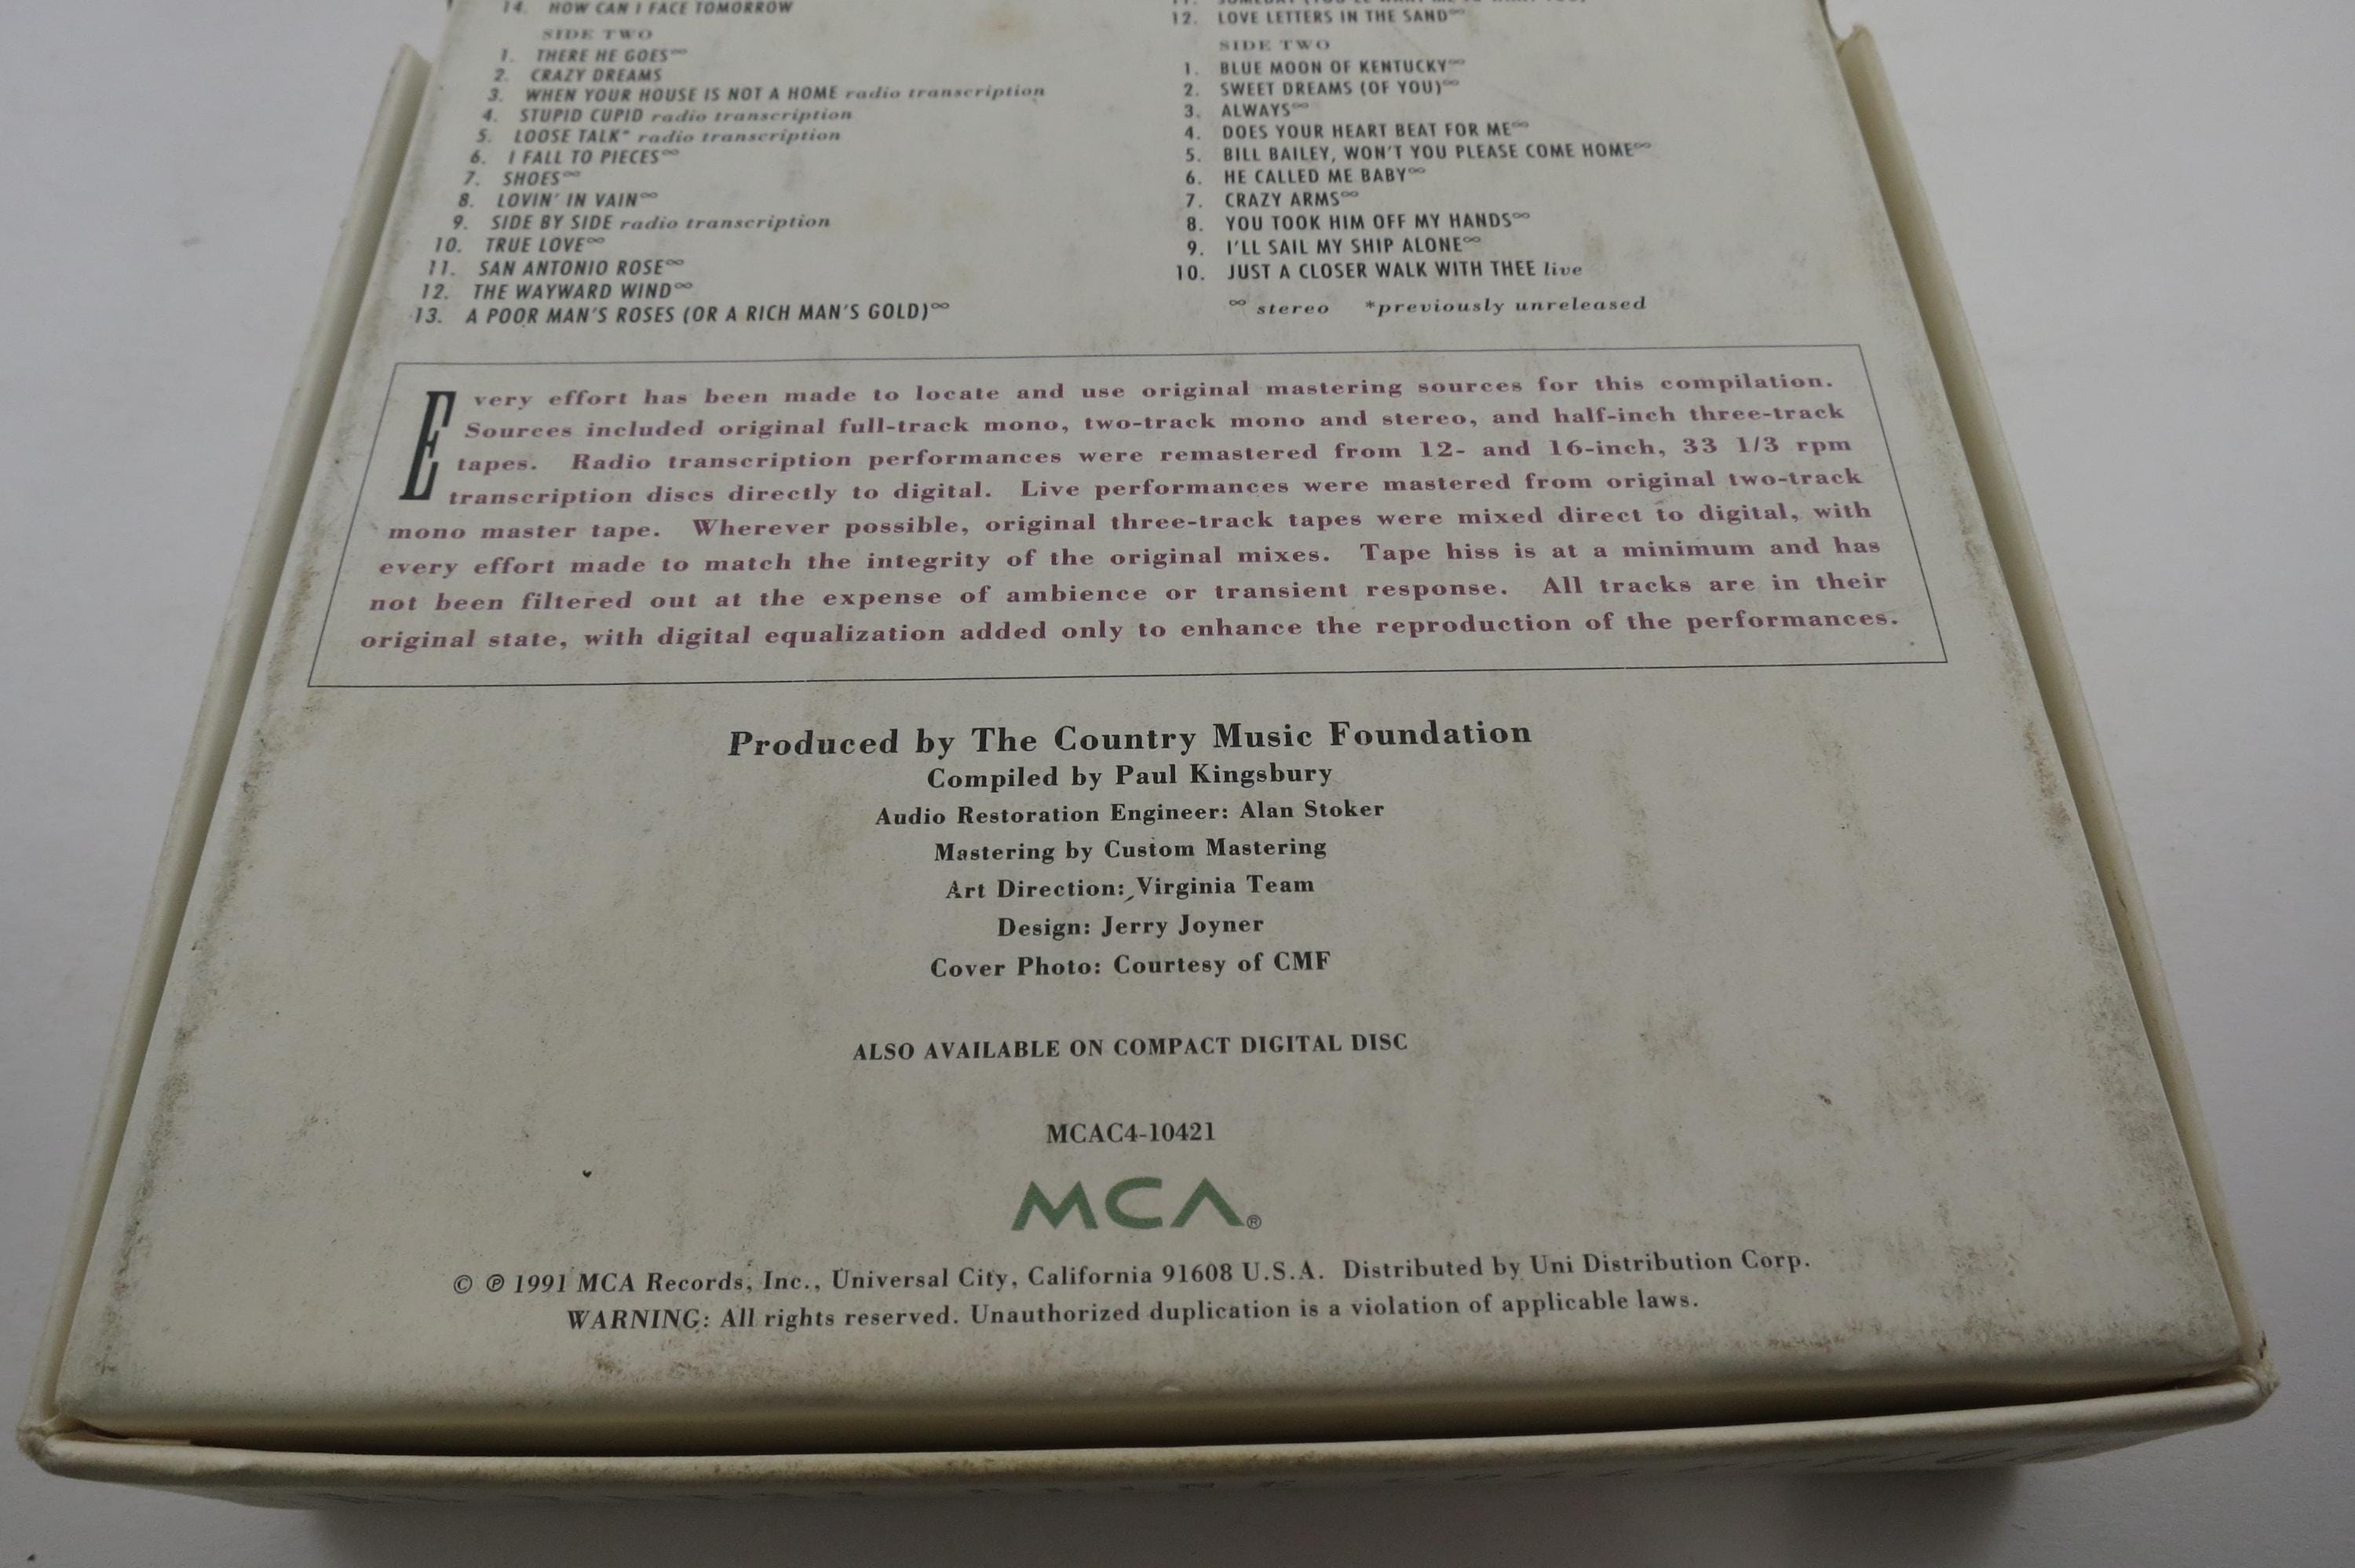 14. HOW CAN I FACE TOMORROW
SIDE TWO
1. THERE HE GOES∞
2. CRAZY DREAMS
3. WHEN YOUR HOUSE IS NOT A HOME radio transcription
4. STUPID CUPID radio transcription
5. LOOSE TALK* radio transcription
6. I FALL TO PIECES∞
7. SHOES∞
8. LOVIN' IN VAIN∞
9. SIDE BY SIDE radio transcription
10. TRUE LOVE∞
11. SAN ANTONIO ROSE∞
12. THE WAYWARD WIND∞
13. A POOR MAN'S ROSES (OR A RICH MAN'S GOLD)∞
12. LOVE LETTERS IN THE SAND∞
SIDE TWO
1. BLUE MOON OF KENTUCKY∞
2. SWEET DREAMS (OF YOU)∞
3. ALWAYS∞
4. DOES YOUR HEART BEAT FOR ME∞
5. BILL BAILEY, WON'T YOU PLEASE COME HOME∞
6. HE CALLED ME BABY∞
7. CRAZY ARMS∞
8. YOU TOOK HIM OFF MY HANDS∞
9. I'LL SAIL MY SHIP ALONE∞
10. JUST A CLOSER WALK WITH THEE live
∞ stereo *previously unreleased
Every effort has been made to locate and use original mastering sources for this compilation.
Sources included original full-track mono, two-track mono and stereo, and half-inch three-track
tapes. Radio transcription performances were remastered from 12- and 16-inch, 33 1/3 rpm
transcription discs directly to digital. Live performances were mastered from original two-track
mono master tape. Wherever possible, original three-track tapes were mixed direct to digital, with
every effort made to match the integrity of the original mixes. Tape hiss is at a minimum and has
not been filtered out at the expense of ambience or transient response. All tracks are in their
original state, with digital equalization added only to enhance the reproduction of the performances.
Produced by The Country Music Foundation
Compiled by Paul Kingsbury
Audio Restoration Engineer: Alan Stoker
Mastering by Custom Mastering
Art Direction: Virginia Team
Design: Jerry Joyner
Cover Photo: Courtesy of CMF
ALSO AVAILABLE ON COMPACT DIGITAL DISC
MCAC4-10421
MCA®
© ℗ 1991 MCA Records, Inc., Universal City, California 91608 U.S.A. Distributed by Uni Distribution Corp.
WARNING: All rights reserved. Unauthorized duplication is a violation of applicable laws.